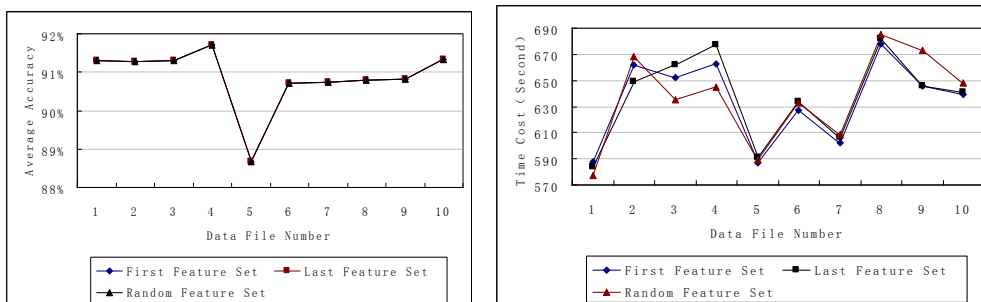 92%
91%
90%
89%
88%
Average Accuracy
1 2 3 4 5 6 7 8 9 10
Data File Number
First Feature Set
Last Feature Set
Random Feature Set
690
670
650
630
610
590
570
Time Cost (Second)
1 2 3 4 5 6 7 8 9 10
Data File Number
First Feature Set
Last Feature Set
Random Feature Set